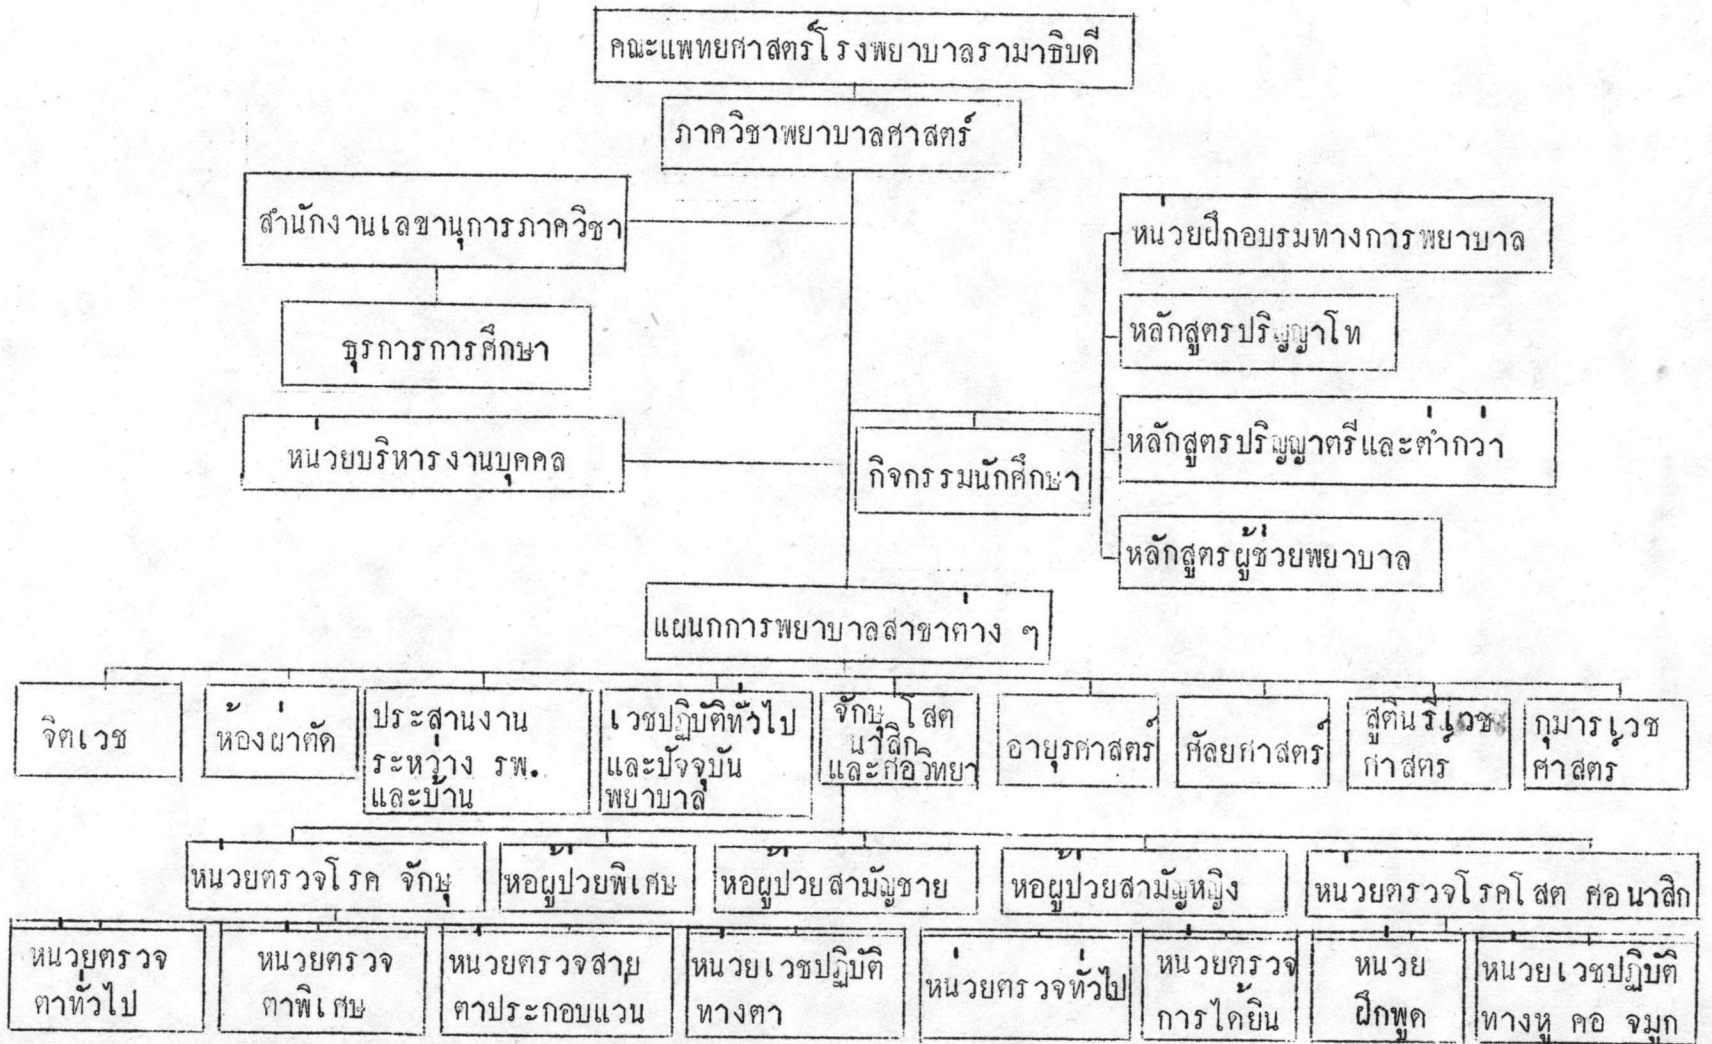 คณะแพทยศาสตร์โรงพยาบาลรามาธิบดี
ภาควิชาพยาบาลศาสตร์
สำนักงานเลขานุการภาควิชา
ธุรการการศึกษา
หน่วยบริหารงานบุคคล
กิจกรรมนักศึกษา
หน่วยฝึกอบรมทางการพยาบาล
หลักสูตรปริญญาโท
หลักสูตรปริญญาตรีและต่ำกว่า
หลักสูตรผู้ช่วยพยาบาล
แผนกการพยาบาลสาขาต่าง ๆ
จิตเวช
ห้องผ่าตัด
ประสานงาน
ระหว่าง รพ.
และบ้าน
เวชปฏิบัติทั่วไป
และปัจจุบัน
พยาบาล
จักษุ โสต
นาสิก
และศอวิทยา
อายุรศาสตร์
ศัลยศาสตร์
สูตินรีเวช
ศาสตร์
กุมารเวช
ศาสตร์
หน่วยตรวจโรค จักษุ
หอผู้ป่วยพิเศษ
หอผู้ป่วยสามัญชาย
หอผู้ป่วยสามัญหญิง
หน่วยตรวจโรคโสต ศอ นาสิก
หน่วยตรวจ
ตาทั่วไป
หน่วยตรวจ
ตาพิเศษ
หน่วยตรวจสาย
ตาประกอบแวน
หน่วยเวชปฏิบัติ
ทางตา
หน่วยตรวจทั่วไป
หน่วยตรวจ
การได้ยิน
หน่วย
ฝึกพูด
หน่วยเวชปฏิบัติ
ทางหู คอ จมูก